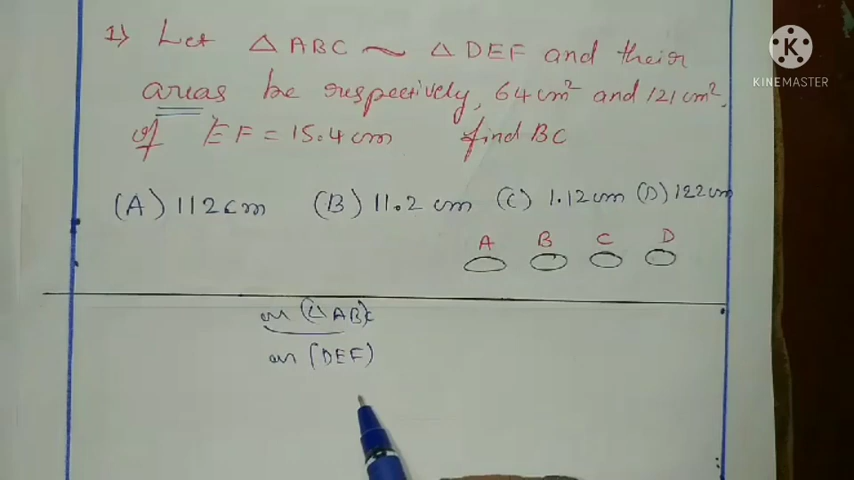 1) Let △ ABC ~ △ DEF and their
areas be respectively, 64 cm² and 121 cm².
of EF = 15.4 cm find BC
(A) 112 cm (B) 11.2 cm (C) 1.12 cm (D) 122 cm
A B C D
ar (△ ABC
ar (DEF)
K
KINEMASTER